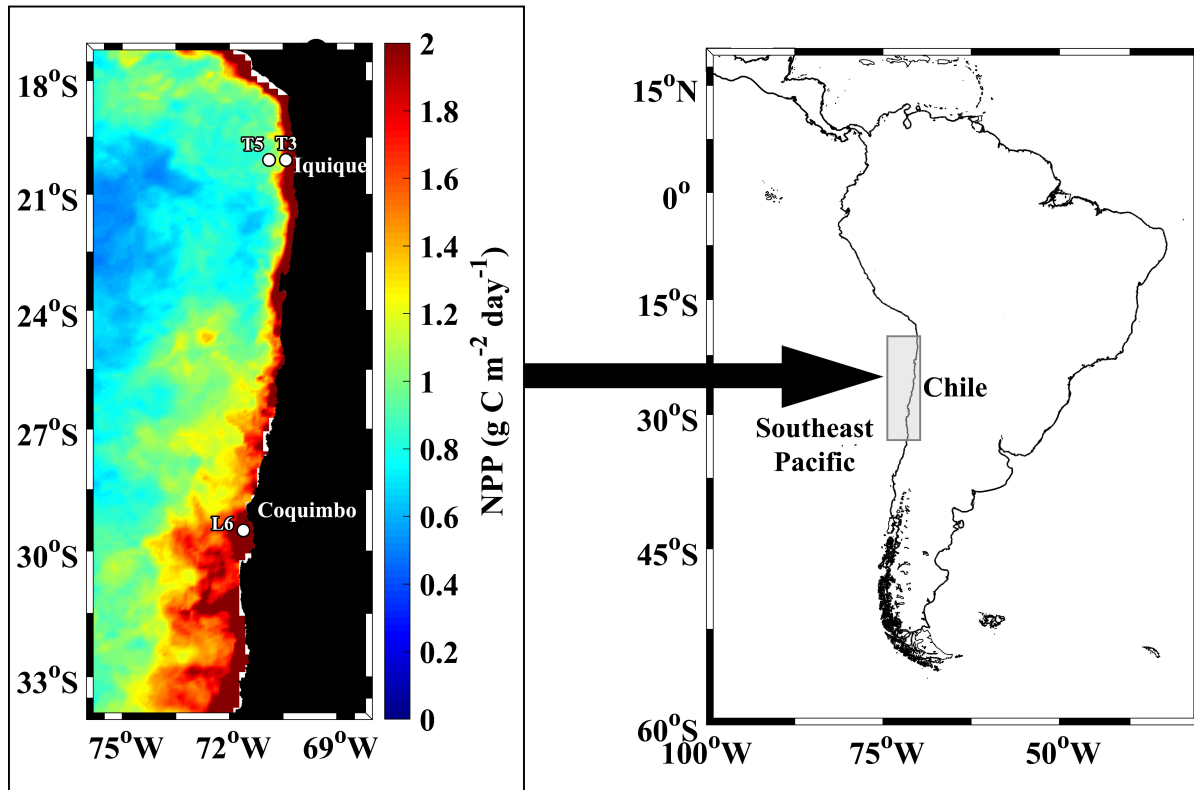 18°S
21°S
24°S
27°S
30°S
33°S
75°W 72°W 69°W
T5 T3
Iquique
Coquimbo
L6
2
1.8
1.6
1.4
1.2
1
0.8
0.6
0.4
0.2
0
NPP (g C m⁻² day⁻¹)
15°N
0°
15°S
30°S
45°S
60°S
100°W 75°W 50°W
Chile
Southeast
Pacific